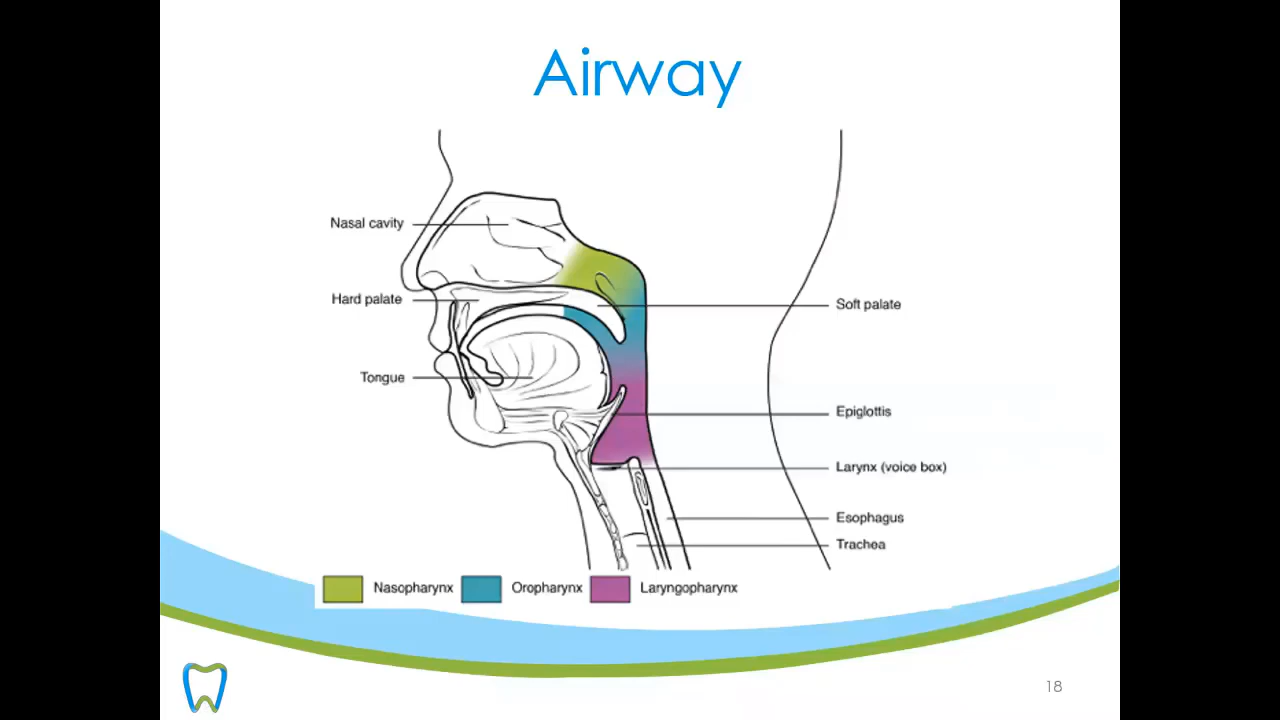 Airway
Nasal cavity
Hard palate
Soft palate
Tongue
Epiglottis
Larynx (voice box)
Esophagus
Trachea
Nasopharynx
Oropharynx
Laryngopharynx
18